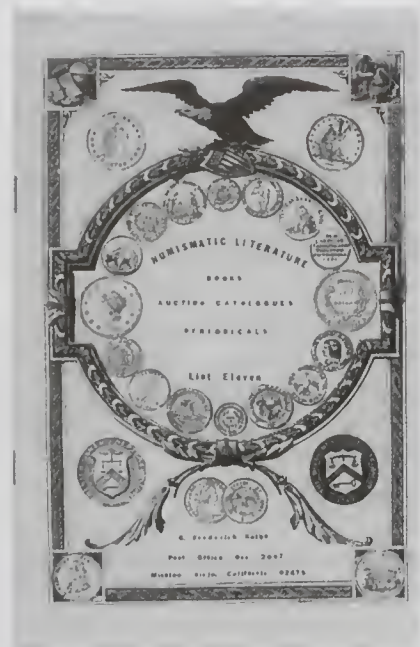 NUMISMATIC LITERATURE
BOOKS
AUCTION CATALOGUES
PERIODICALS
List Eleven
G. Frederick Kolbe
Post Office Box
Mission Viejo, California